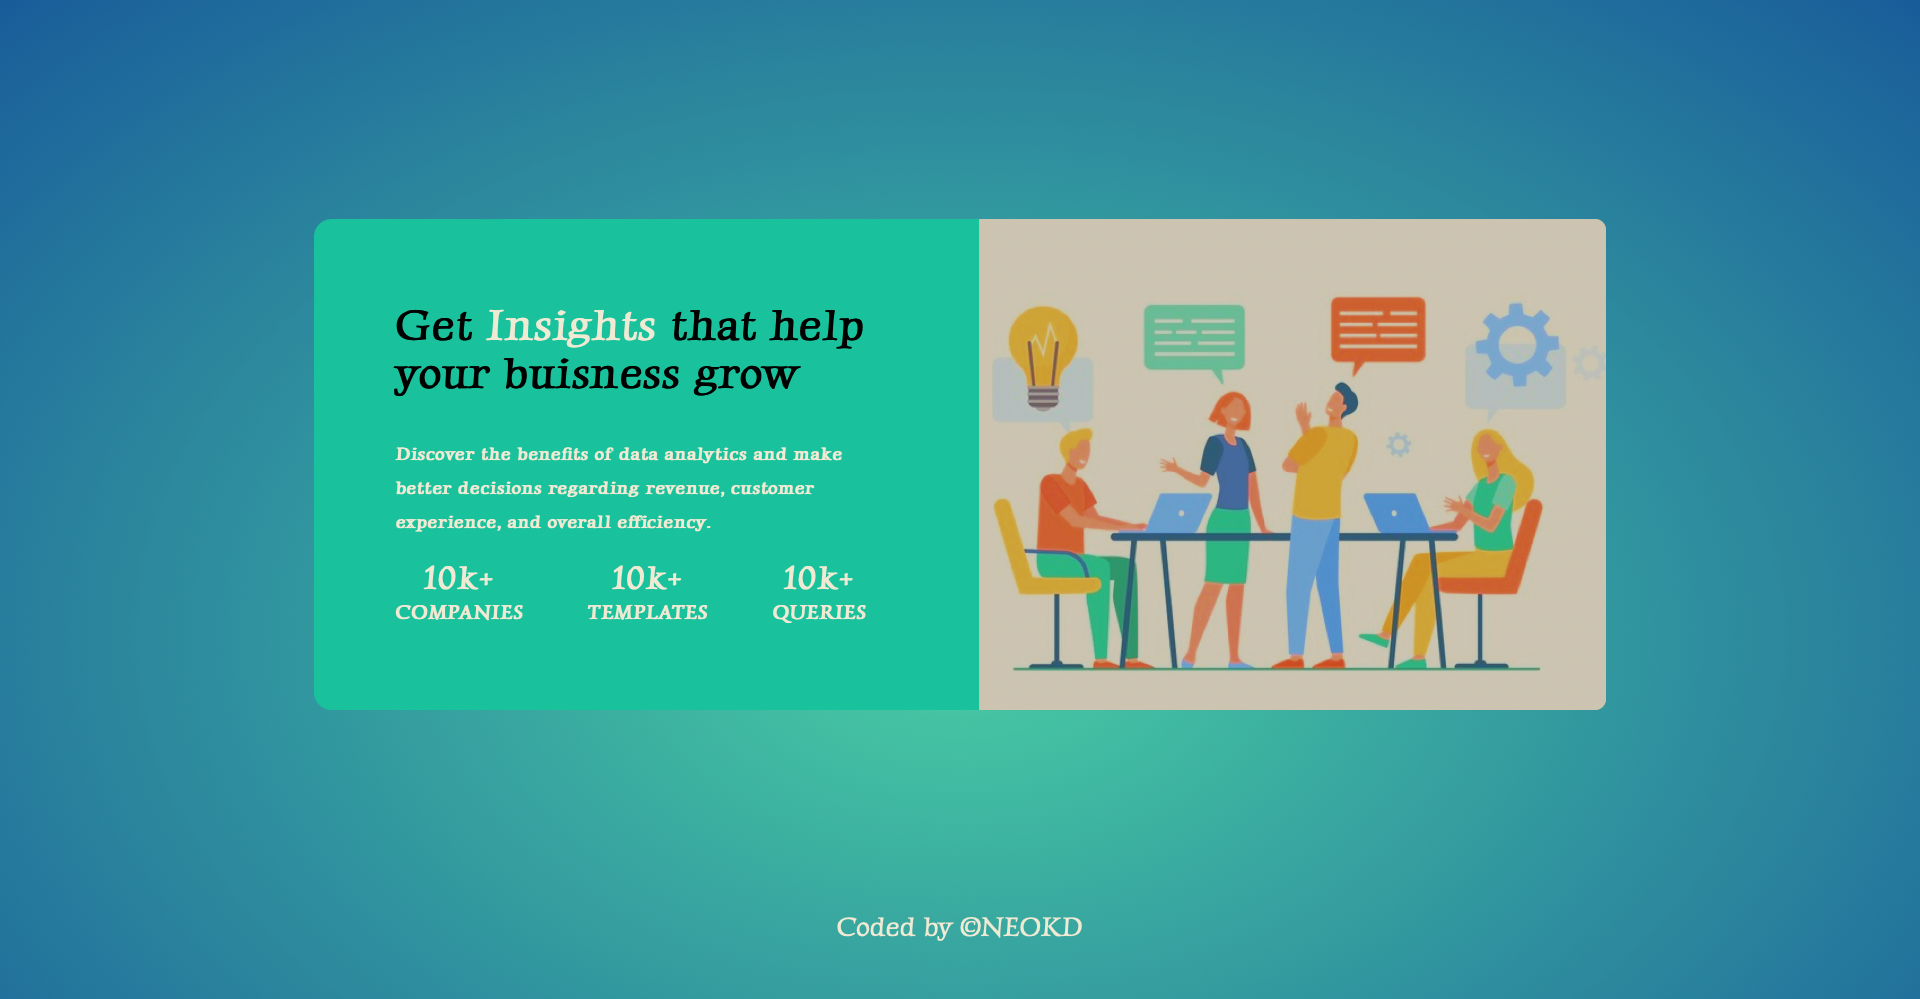 Get Insights that help
your buisness grow
Discover the benefits of data analytics and make
better decisions regarding revenue, customer
experience, and overall efficiency.
10k+ 10k+ 10k+
COMPANIES TEMPLATES QUERIES
Coded by ©NEOKD